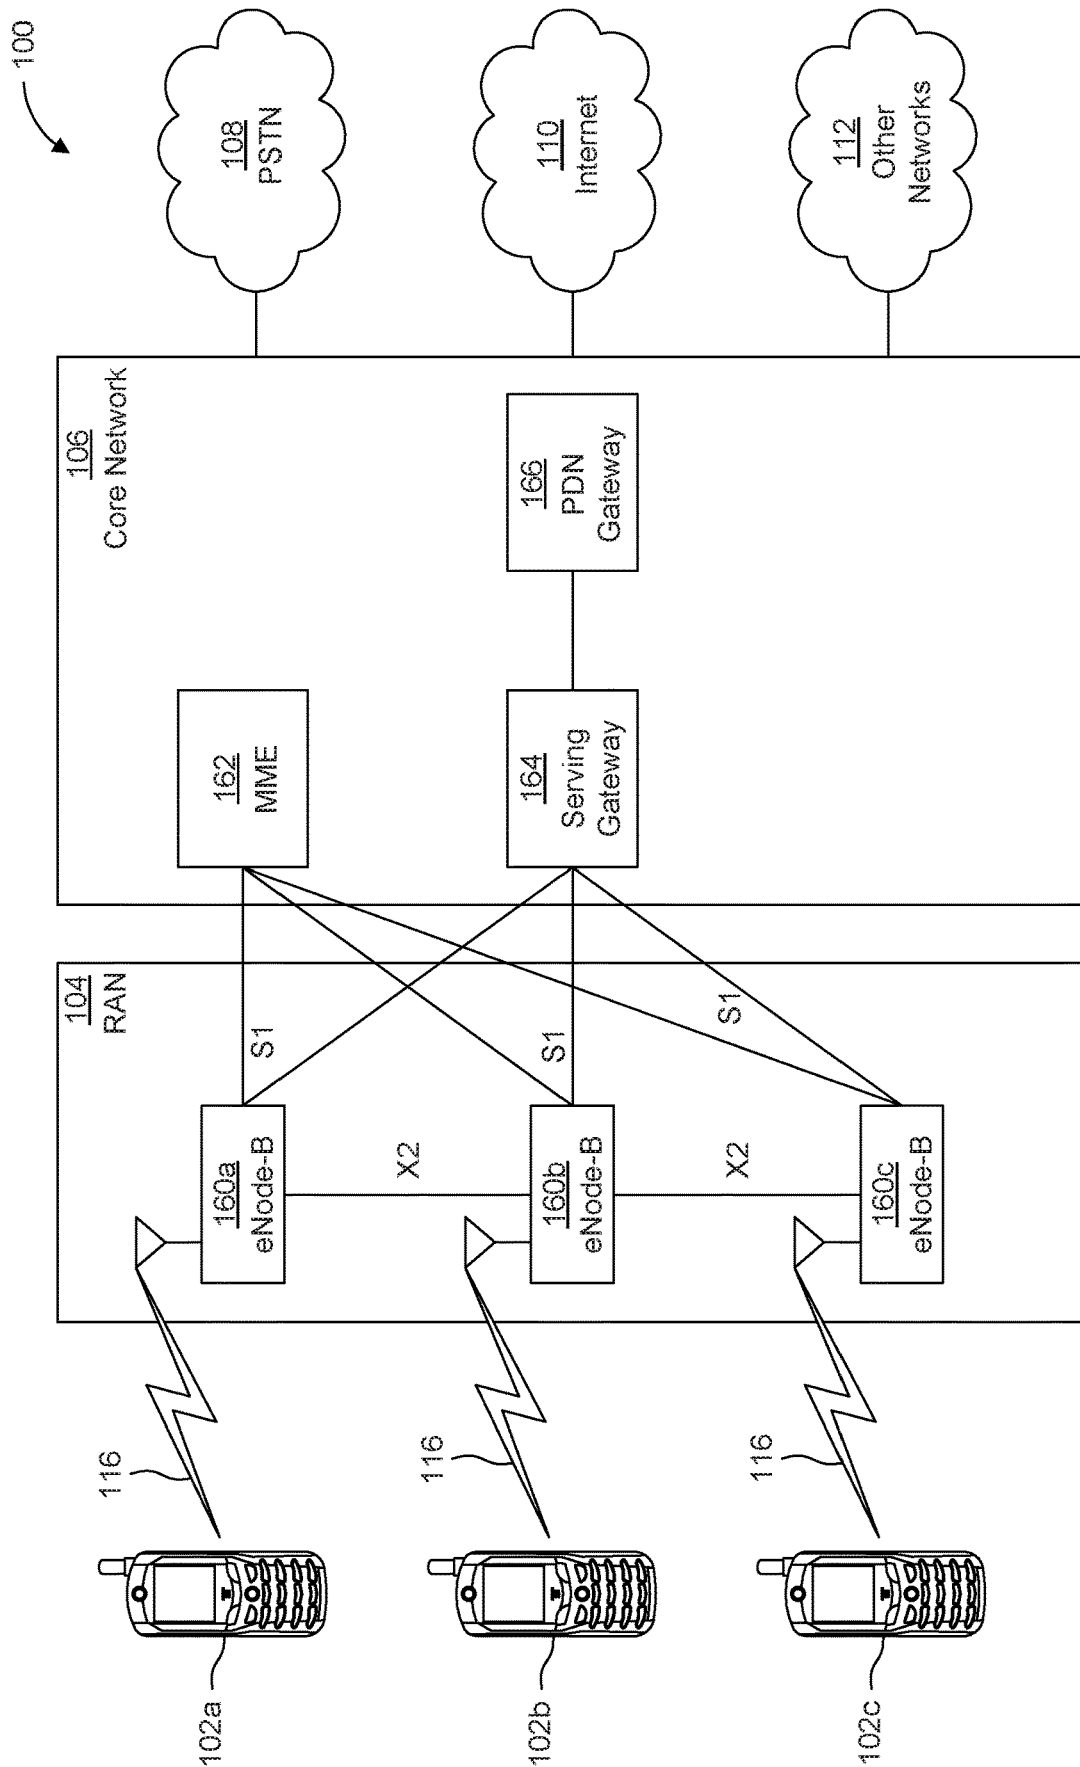 100
108
PSTN
110
Internet
112
Other
Networks
106
Core Network
162
MME
164
Serving
Gateway
166
PDN
Gateway
104
RAN
S1
S1
S1
160a
eNode-B
X2
160b
eNode-B
X2
160c
eNode-B
116
116
116
102a
102b
102c